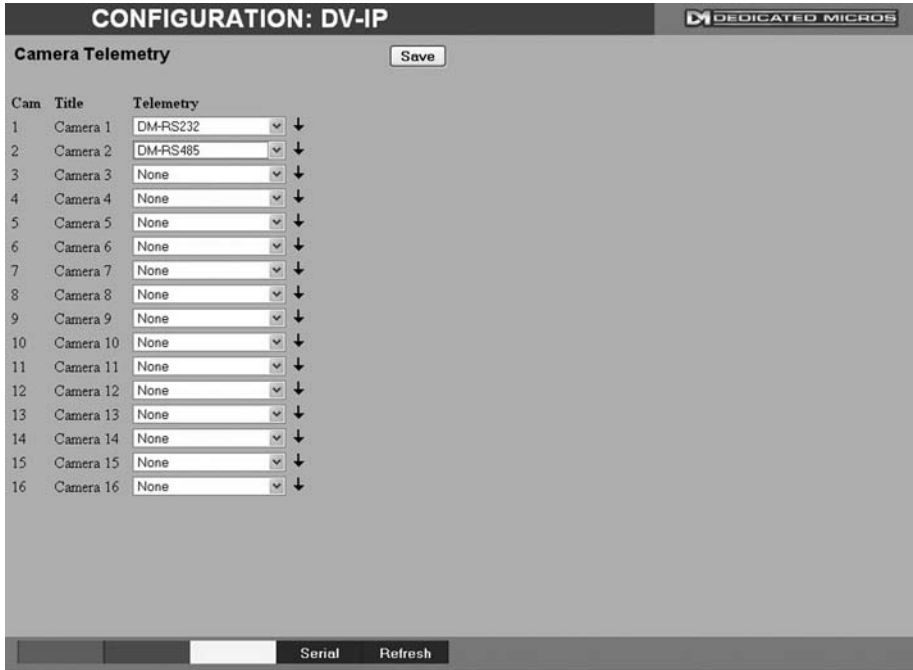 CONFIGURATION: DV-IP DEDICATED MICROS
Camera Telemetry Save
Cam Title Telemetry
1 Camera 1 DM-RS232
2 Camera 2 DM-RS485
3 Camera 3 None
4 Camera 4 None
5 Camera 5 None
6 Camera 6 None
7 Camera 7 None
8 Camera 8 None
9 Camera 9 None
10 Camera 10 None
11 Camera 11 None
12 Camera 12 None
13 Camera 13 None
14 Camera 14 None
15 Camera 15 None
16 Camera 16 None
Serial Refresh